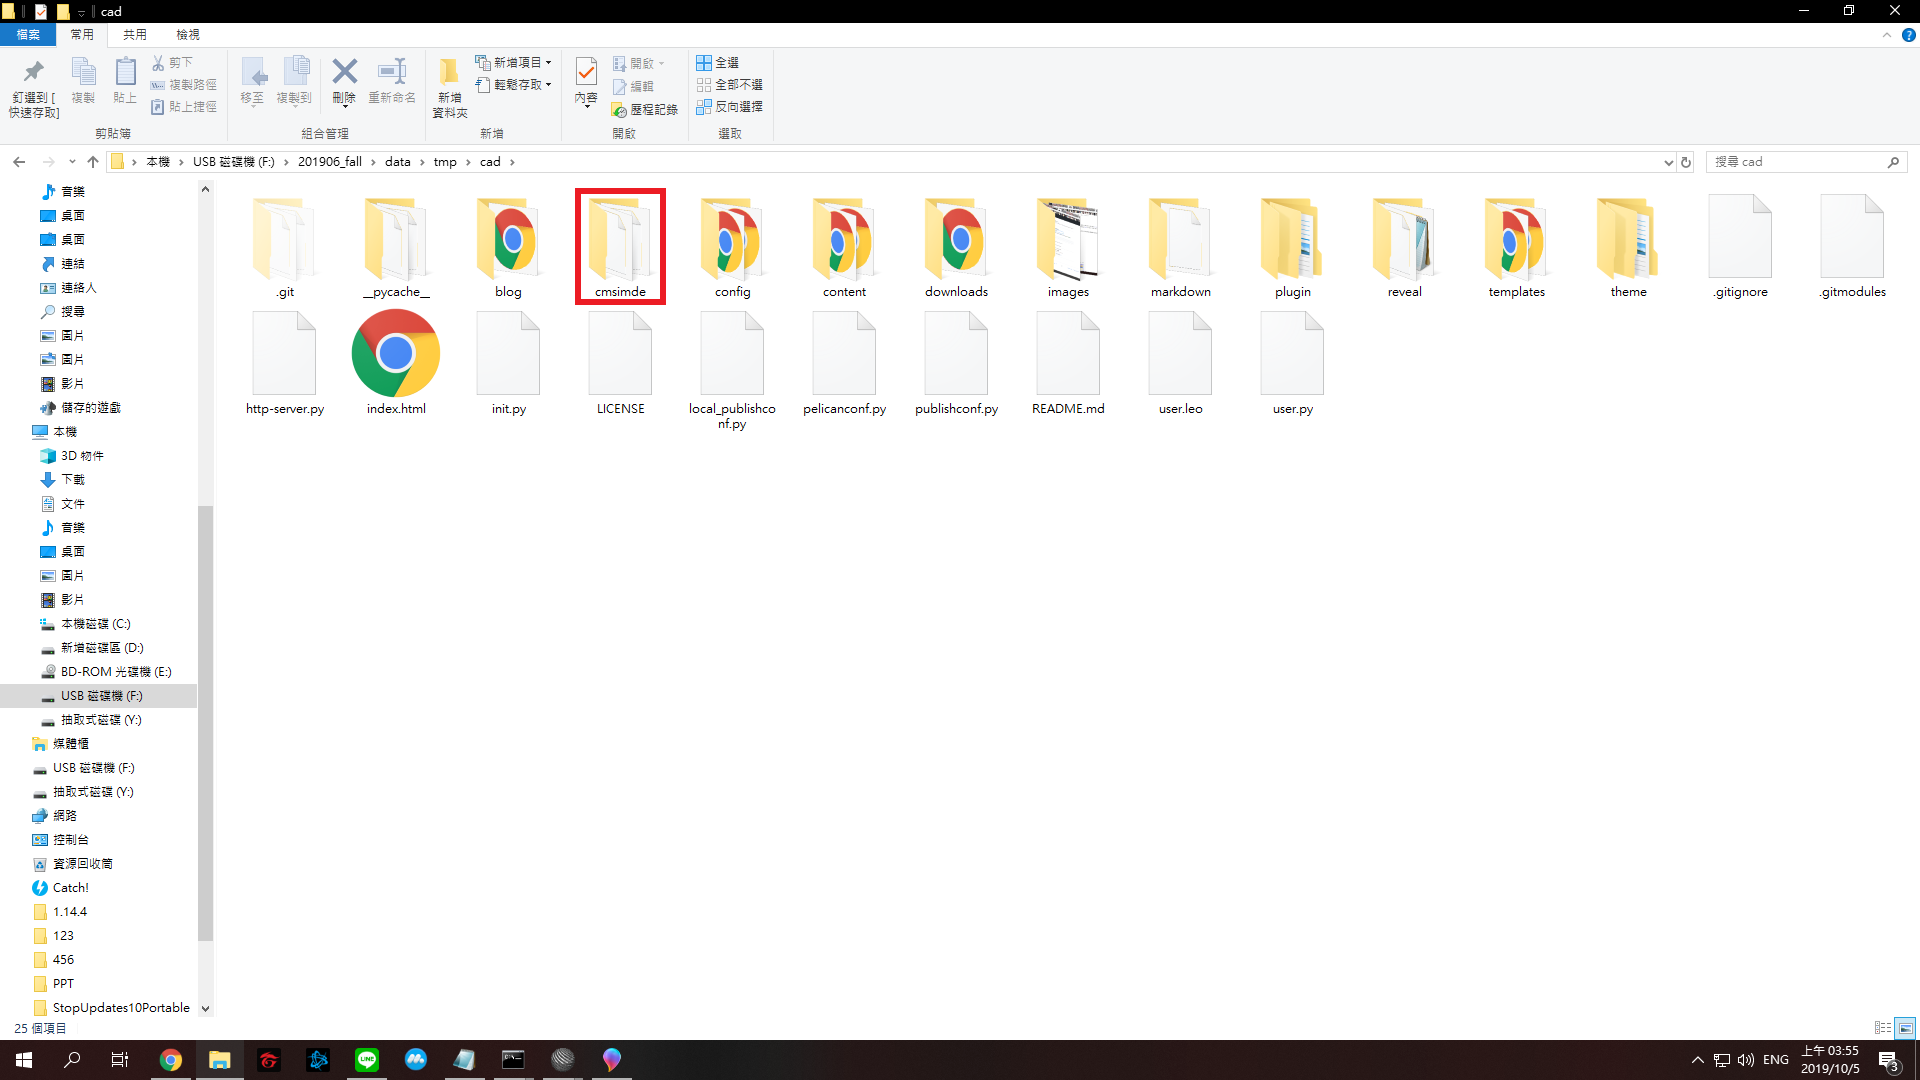 cad
檔案 常用 共用 檢視
釘選到 [
快速存取]
複製
貼上
剪下
複製路徑
貼上捷徑
剪貼簿
移至
複製到
刪除
重新命名
組合管理
新增
資料夾
新增項目
輕鬆存取
新增
內容
開啟
編輯
歷程記錄
開啟
全選
全部不選
反向選擇
選取
本機 › USB 磁碟機 (F:) › 201906_fall › data › tmp › cad ›
搜尋 cad
音樂
桌面
桌面
連結
連絡人
搜尋
圖片
圖片
影片
儲存的遊戲
本機
3D 物件
下載
文件
音樂
桌面
圖片
影片
本機磁碟 (C:)
新增磁碟區 (D:)
BD-ROM 光碟機 (E:)
USB 磁碟機 (F:)
抽取式磁碟 (Y:)
媒體櫃
USB 磁碟機 (F:)
抽取式磁碟 (Y:)
網路
控制台
資源回收筒
Catch!
1.14.4
123
456
PPT
StopUpdates10Portable
.git __pycache__ blog cmsimde config content downloads images markdown plugin reveal templates theme .gitignore .gitmodules
http-server.py index.html init.py LICENSE local_publishco pelicanconf.py publishconf.py README.md user.leo user.py
nf.py
25 個項目
LINE
ENG
上午 03:55
2019/10/5
3